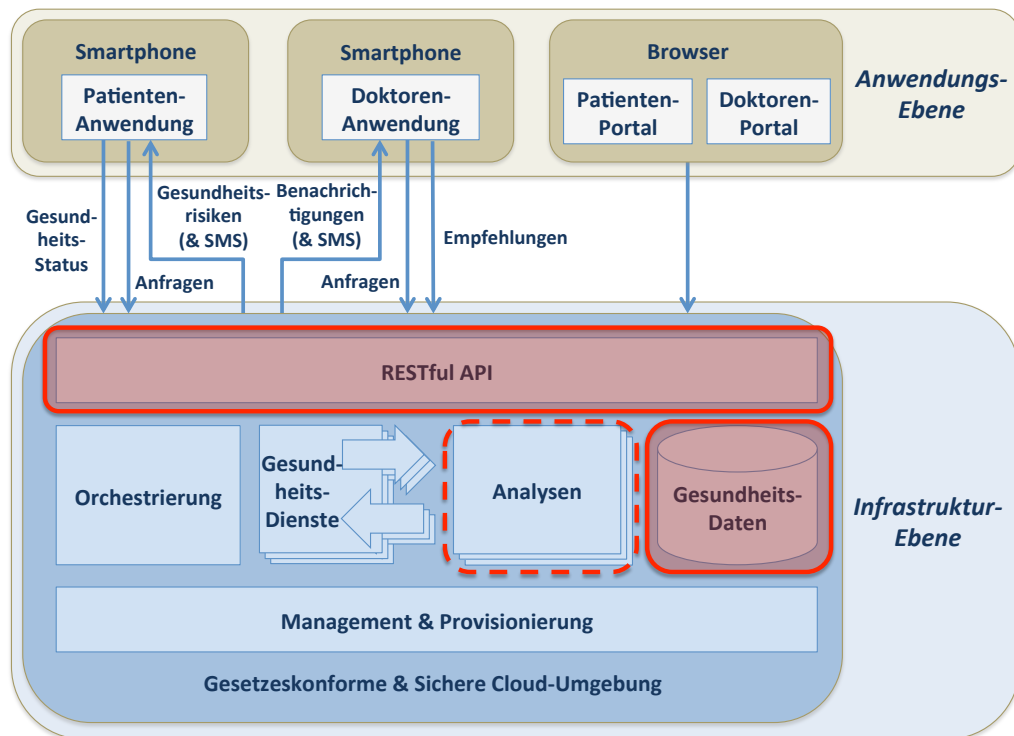 Smartphone
Patienten-
Anwendung
Smartphone
Doktoren-
Anwendung
Browser
Patienten-
Portal
Doktoren-
Portal
Anwendungs-
Ebene
Gesund-
heits-
Status
Anfragen
Gesundheits-
risiken
(& SMS)
Benachrich-
tigungen
(& SMS)
Anfragen
Empfehlungen
RESTful API
Orchestrierung
Gesund-
heits-
Dienste
Analysen
Gesundheits-
Daten
Infrastruktur-
Ebene
Management & Provisionierung
Gesetzeskonforme & Sichere Cloud-Umgebung